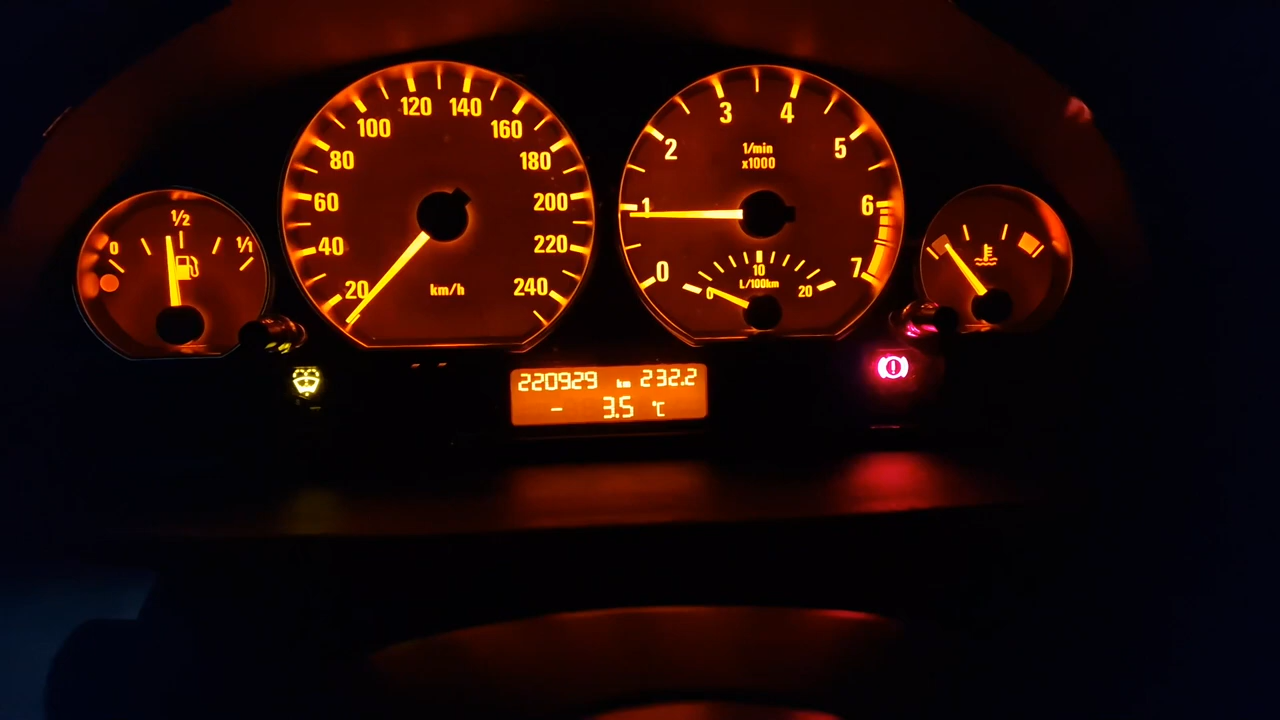 0 1/2 1/1
20 40 60 80 100 120 140 160 180 200 220 240
km/h
0 1 2 3 4 5 6 7
1/min
x1000
0 10 20
L/100km
220929 km 232.2
- 3.5 °C